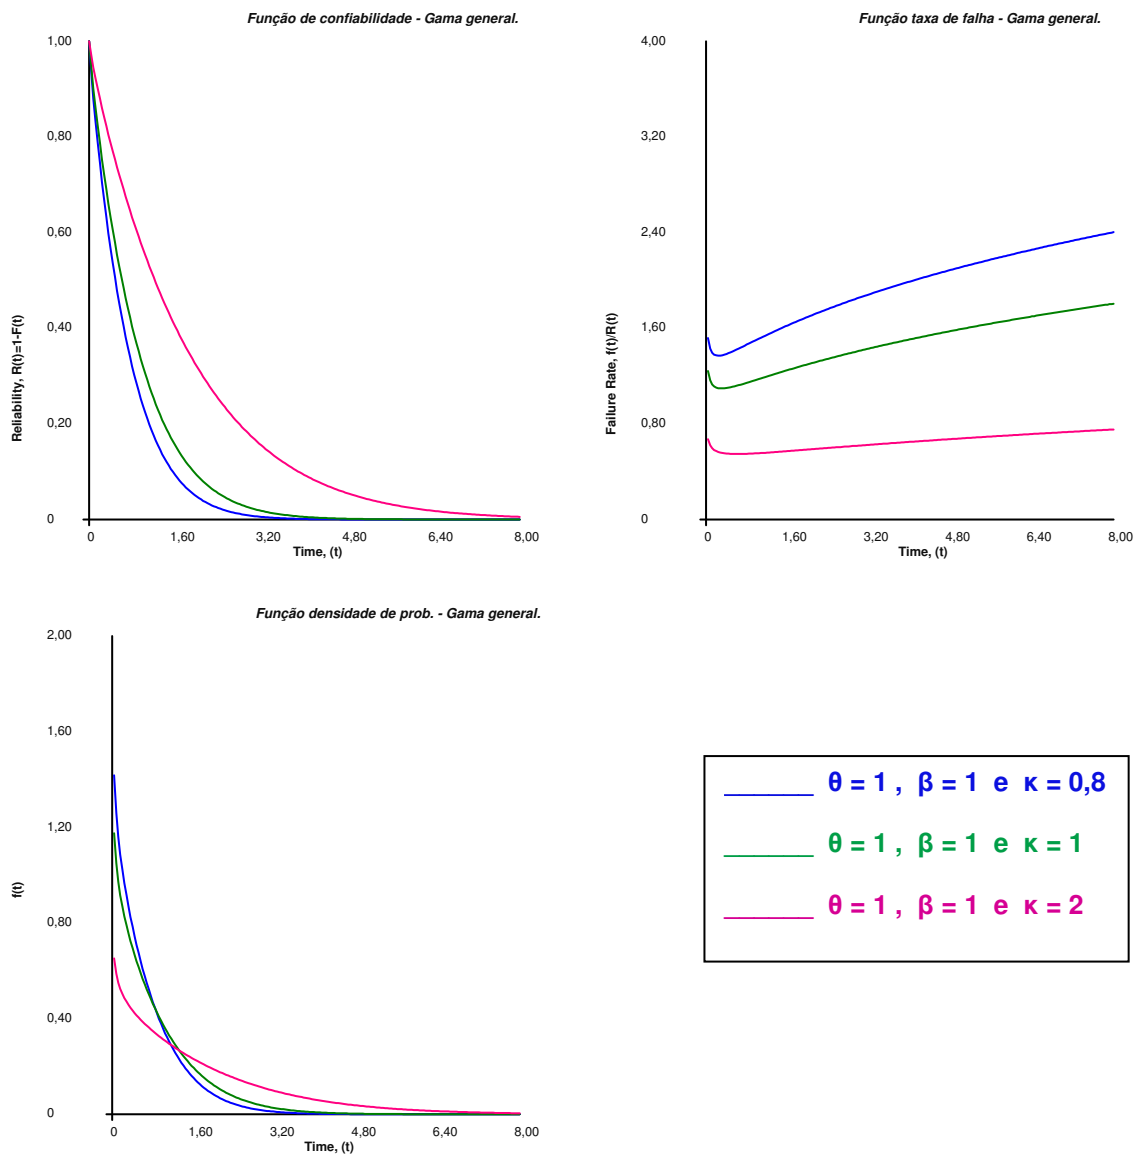 Função de confiabilidade - Gama general.
1,00
0,80
0,60
0,40
0,20
0
Reliability, R(t)=1-F(t)
0 1,60 3,20 4,80 6,40 8,00
Time, (t)
Função taxa de falha - Gama general.
4,00
3,20
2,40
1,60
0,80
0
Failure Rate, f(t)/R(t)
0 1,60 3,20 4,80 6,40 8,00
Time, (t)
Função densidade de prob. - Gama general.
2,00
1,60
1,20
0,80
0,40
0
f(t)
0 1,60 3,20 4,80 6,40 8,00
Time, (t)
θ = 1 , β = 1 e κ = 0,8
θ = 1 , β = 1 e κ = 1
θ = 1 , β = 1 e κ = 2